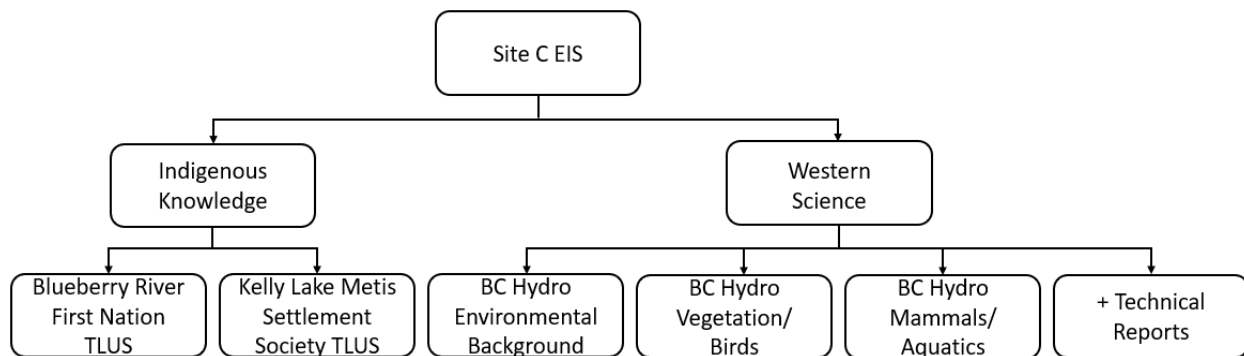 Site C EIS
Indigenous
Knowledge
Western
Science
Blueberry River
First Nation
TLUS
Kelly Lake Metis
Settlement
Society TLUS
BC Hydro
Environmental
Background
BC Hydro
Vegetation/
Birds
BC Hydro
Mammals/
Aquatics
+ Technical
Reports